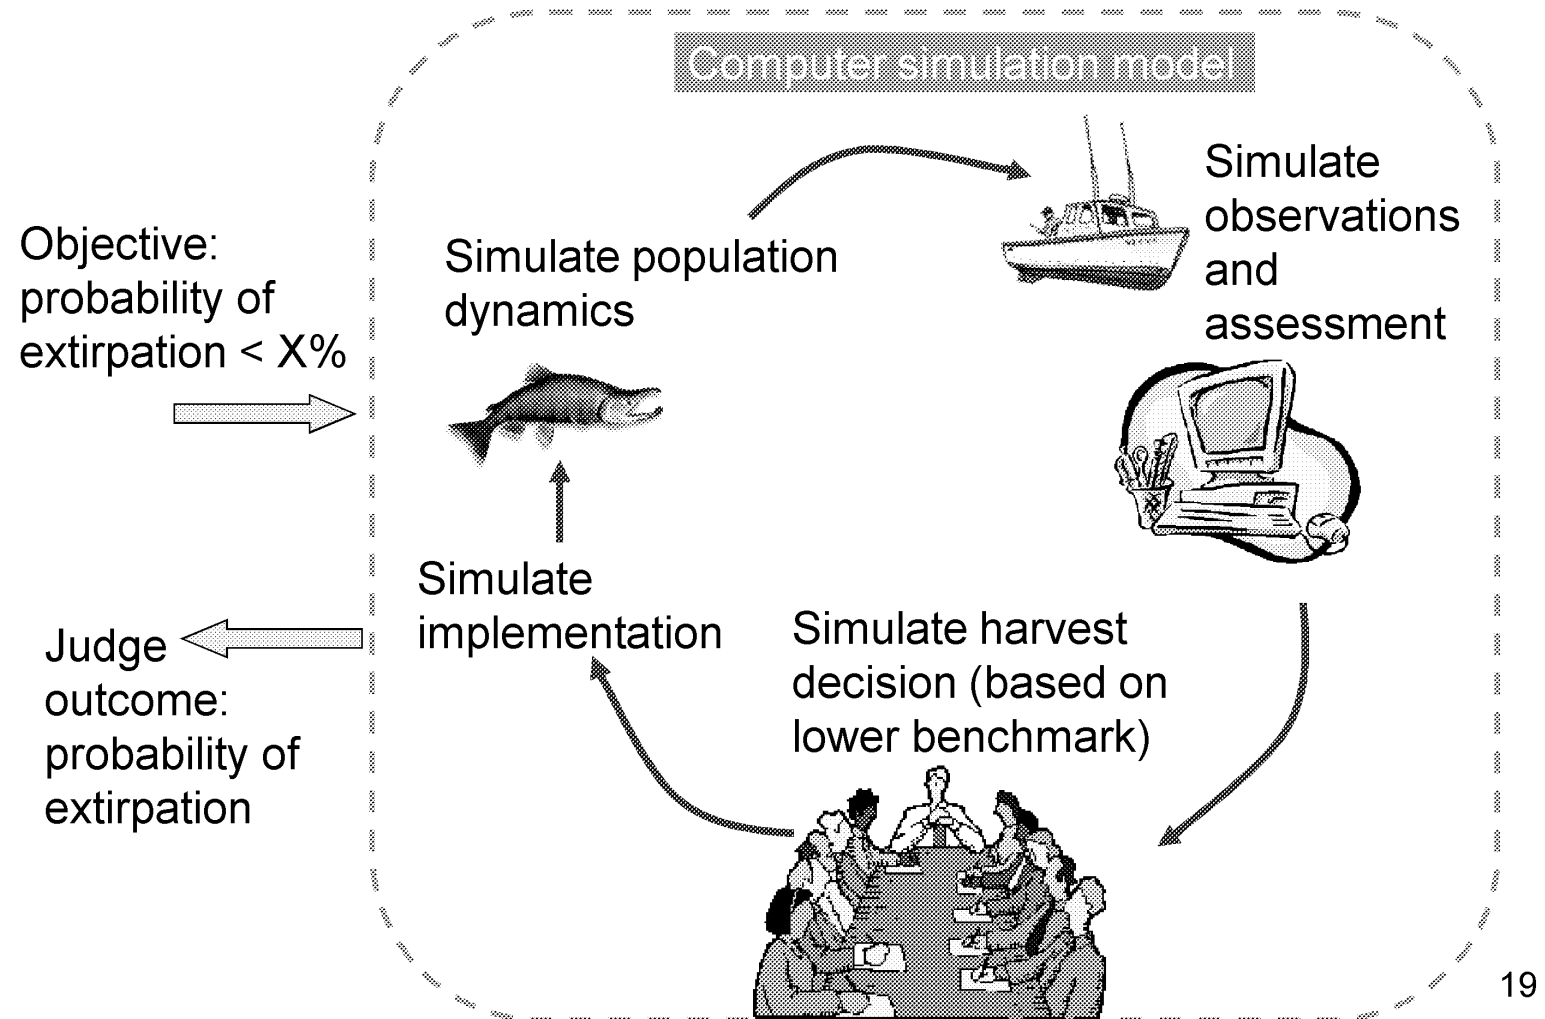 Computer simulation model
Objective:
probability of
extirpation < X%
Simulate population
dynamics
Simulate
observations
and
assessment
Simulate
implementation
Simulate harvest
decision (based on
lower benchmark)
Judge
outcome:
probability of
extirpation
19